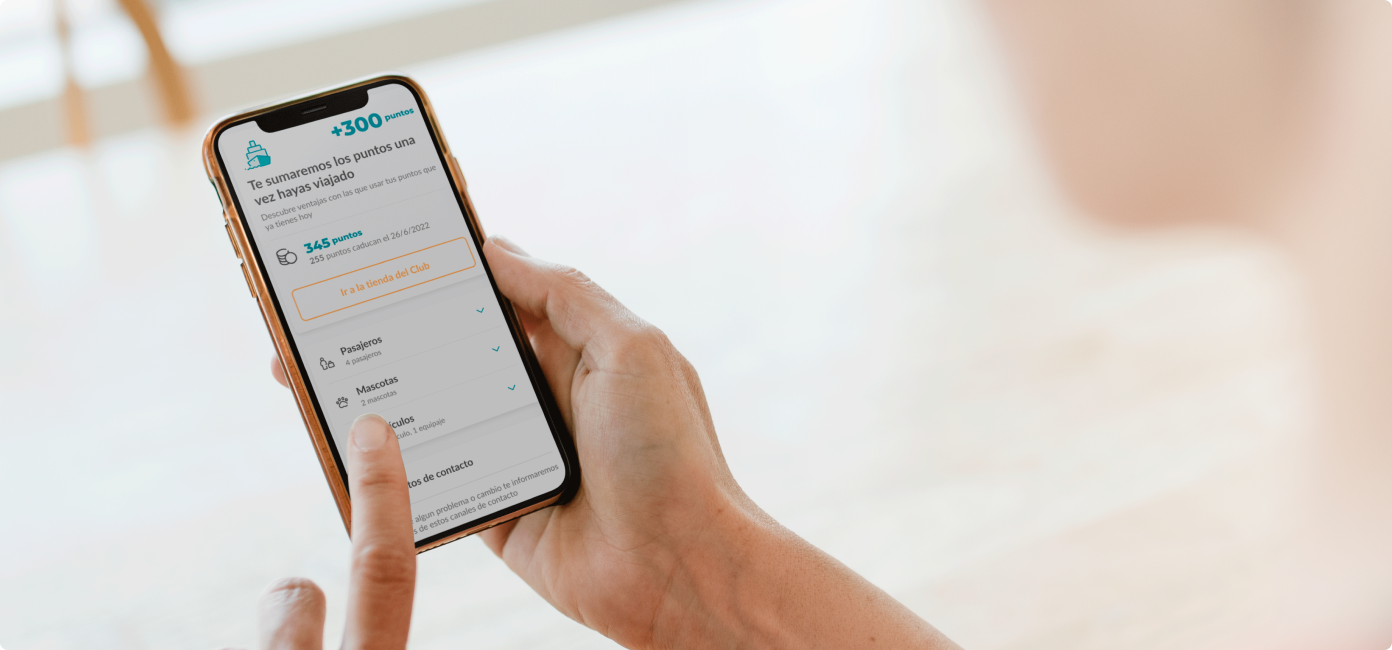 +300 puntos
Te sumaremos los puntos una
vez hayas viajado
Descubre ventajas con las que usar tus puntos que
ya tienes hoy
345 puntos
255 puntos caducan el 26/6/2022
Ir a la tienda del Club
Pasajeros
4 pasajeros
Mascotas
2 mascotas
ículos
culo, 1 equipaje
tos de contacto
algun problema o cambio te informaremos
s de estos canales de contacto